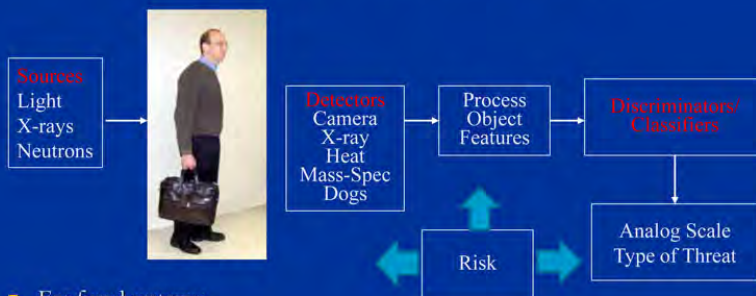 Sources
Light
X-rays
Neutrons
Detectors
Camera
X-ray
Heat
Mass-Spec
Dogs
Process
Object
Features
Discriminators/
Classifiers
Analog Scale
Type of Threat
Risk